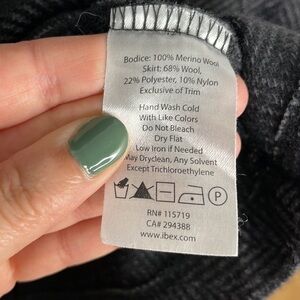 Bodice: 100% Merino Wool
Skirt: 68% Wool,
22% Polyester, 10% Nylon
Exclusive of Trim
Hand Wash Cold
With Like Colors
Do Not Bleach
Dry Flat
Low Iron if Needed
May Dryclean, Any Solvent
Except Trichloroethylene
P
RN# 115719
CA# 294388
www.ibex.com